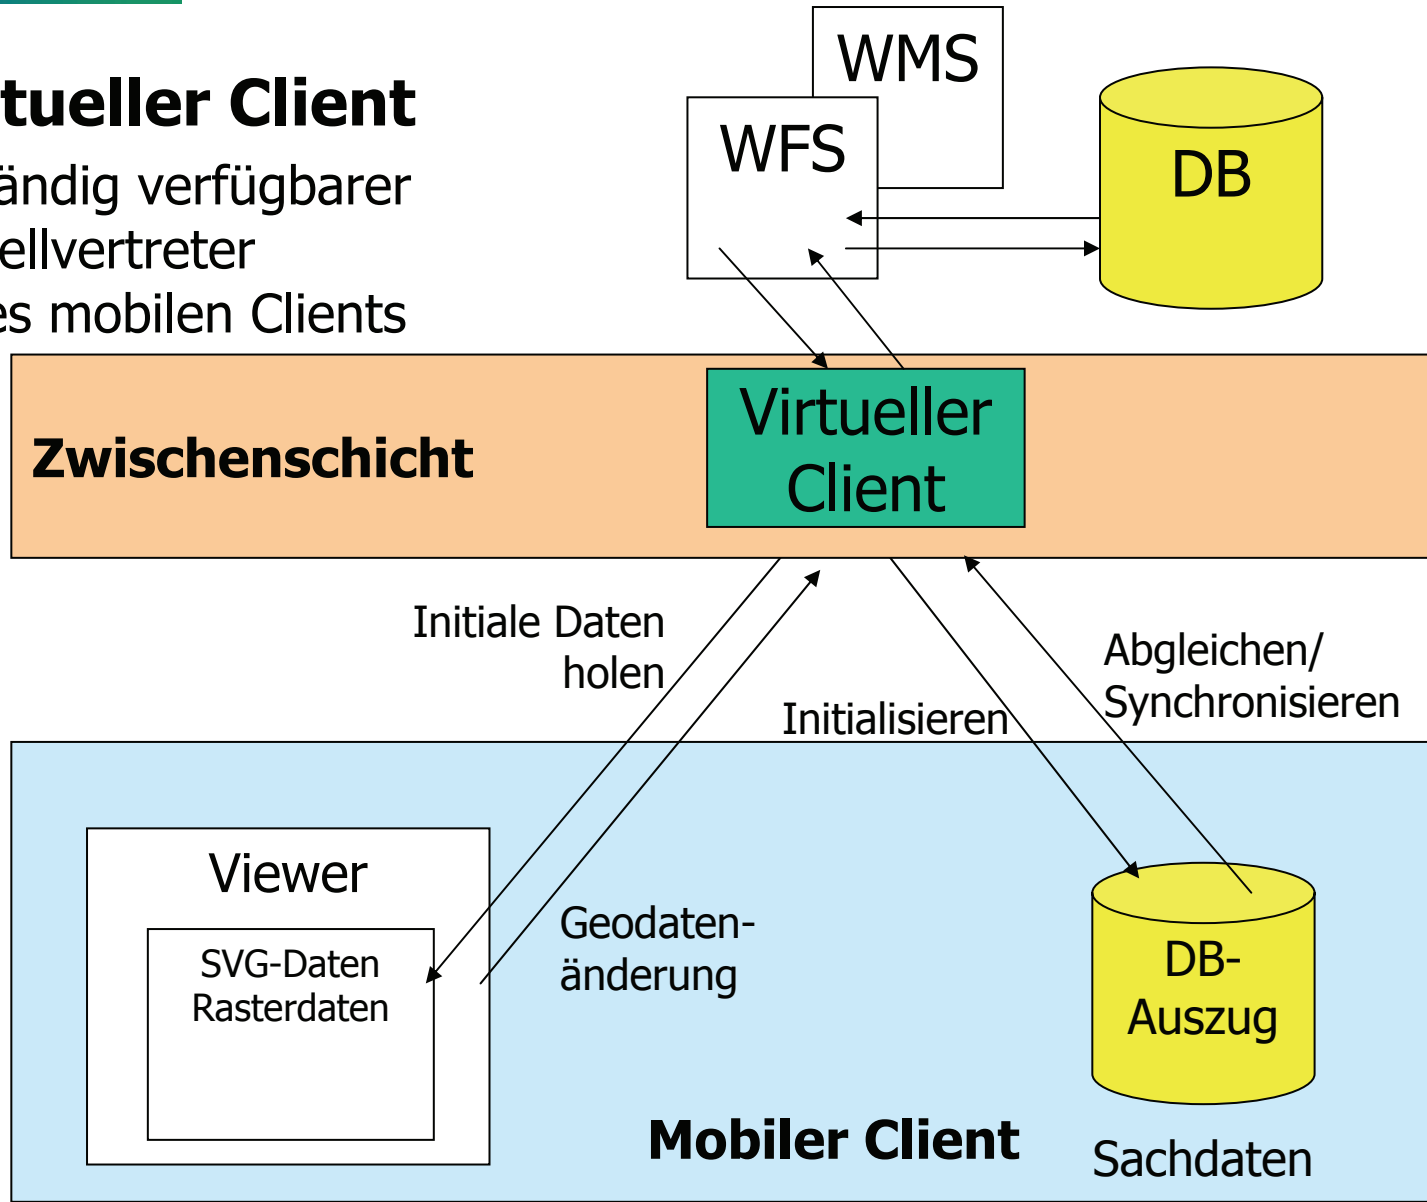 tueller Client
ändig verfügbarer
ellvertreter
es mobilen Clients
WMS
WFS
DB
Zwischenschicht
Virtueller
Client
Initiale Daten
holen
Initialisieren
Abgleichen/
Synchronisieren
Viewer
SVG-Daten
Rasterdaten
Geodaten-
änderung
DB-
Auszug
Mobiler Client
Sachdaten